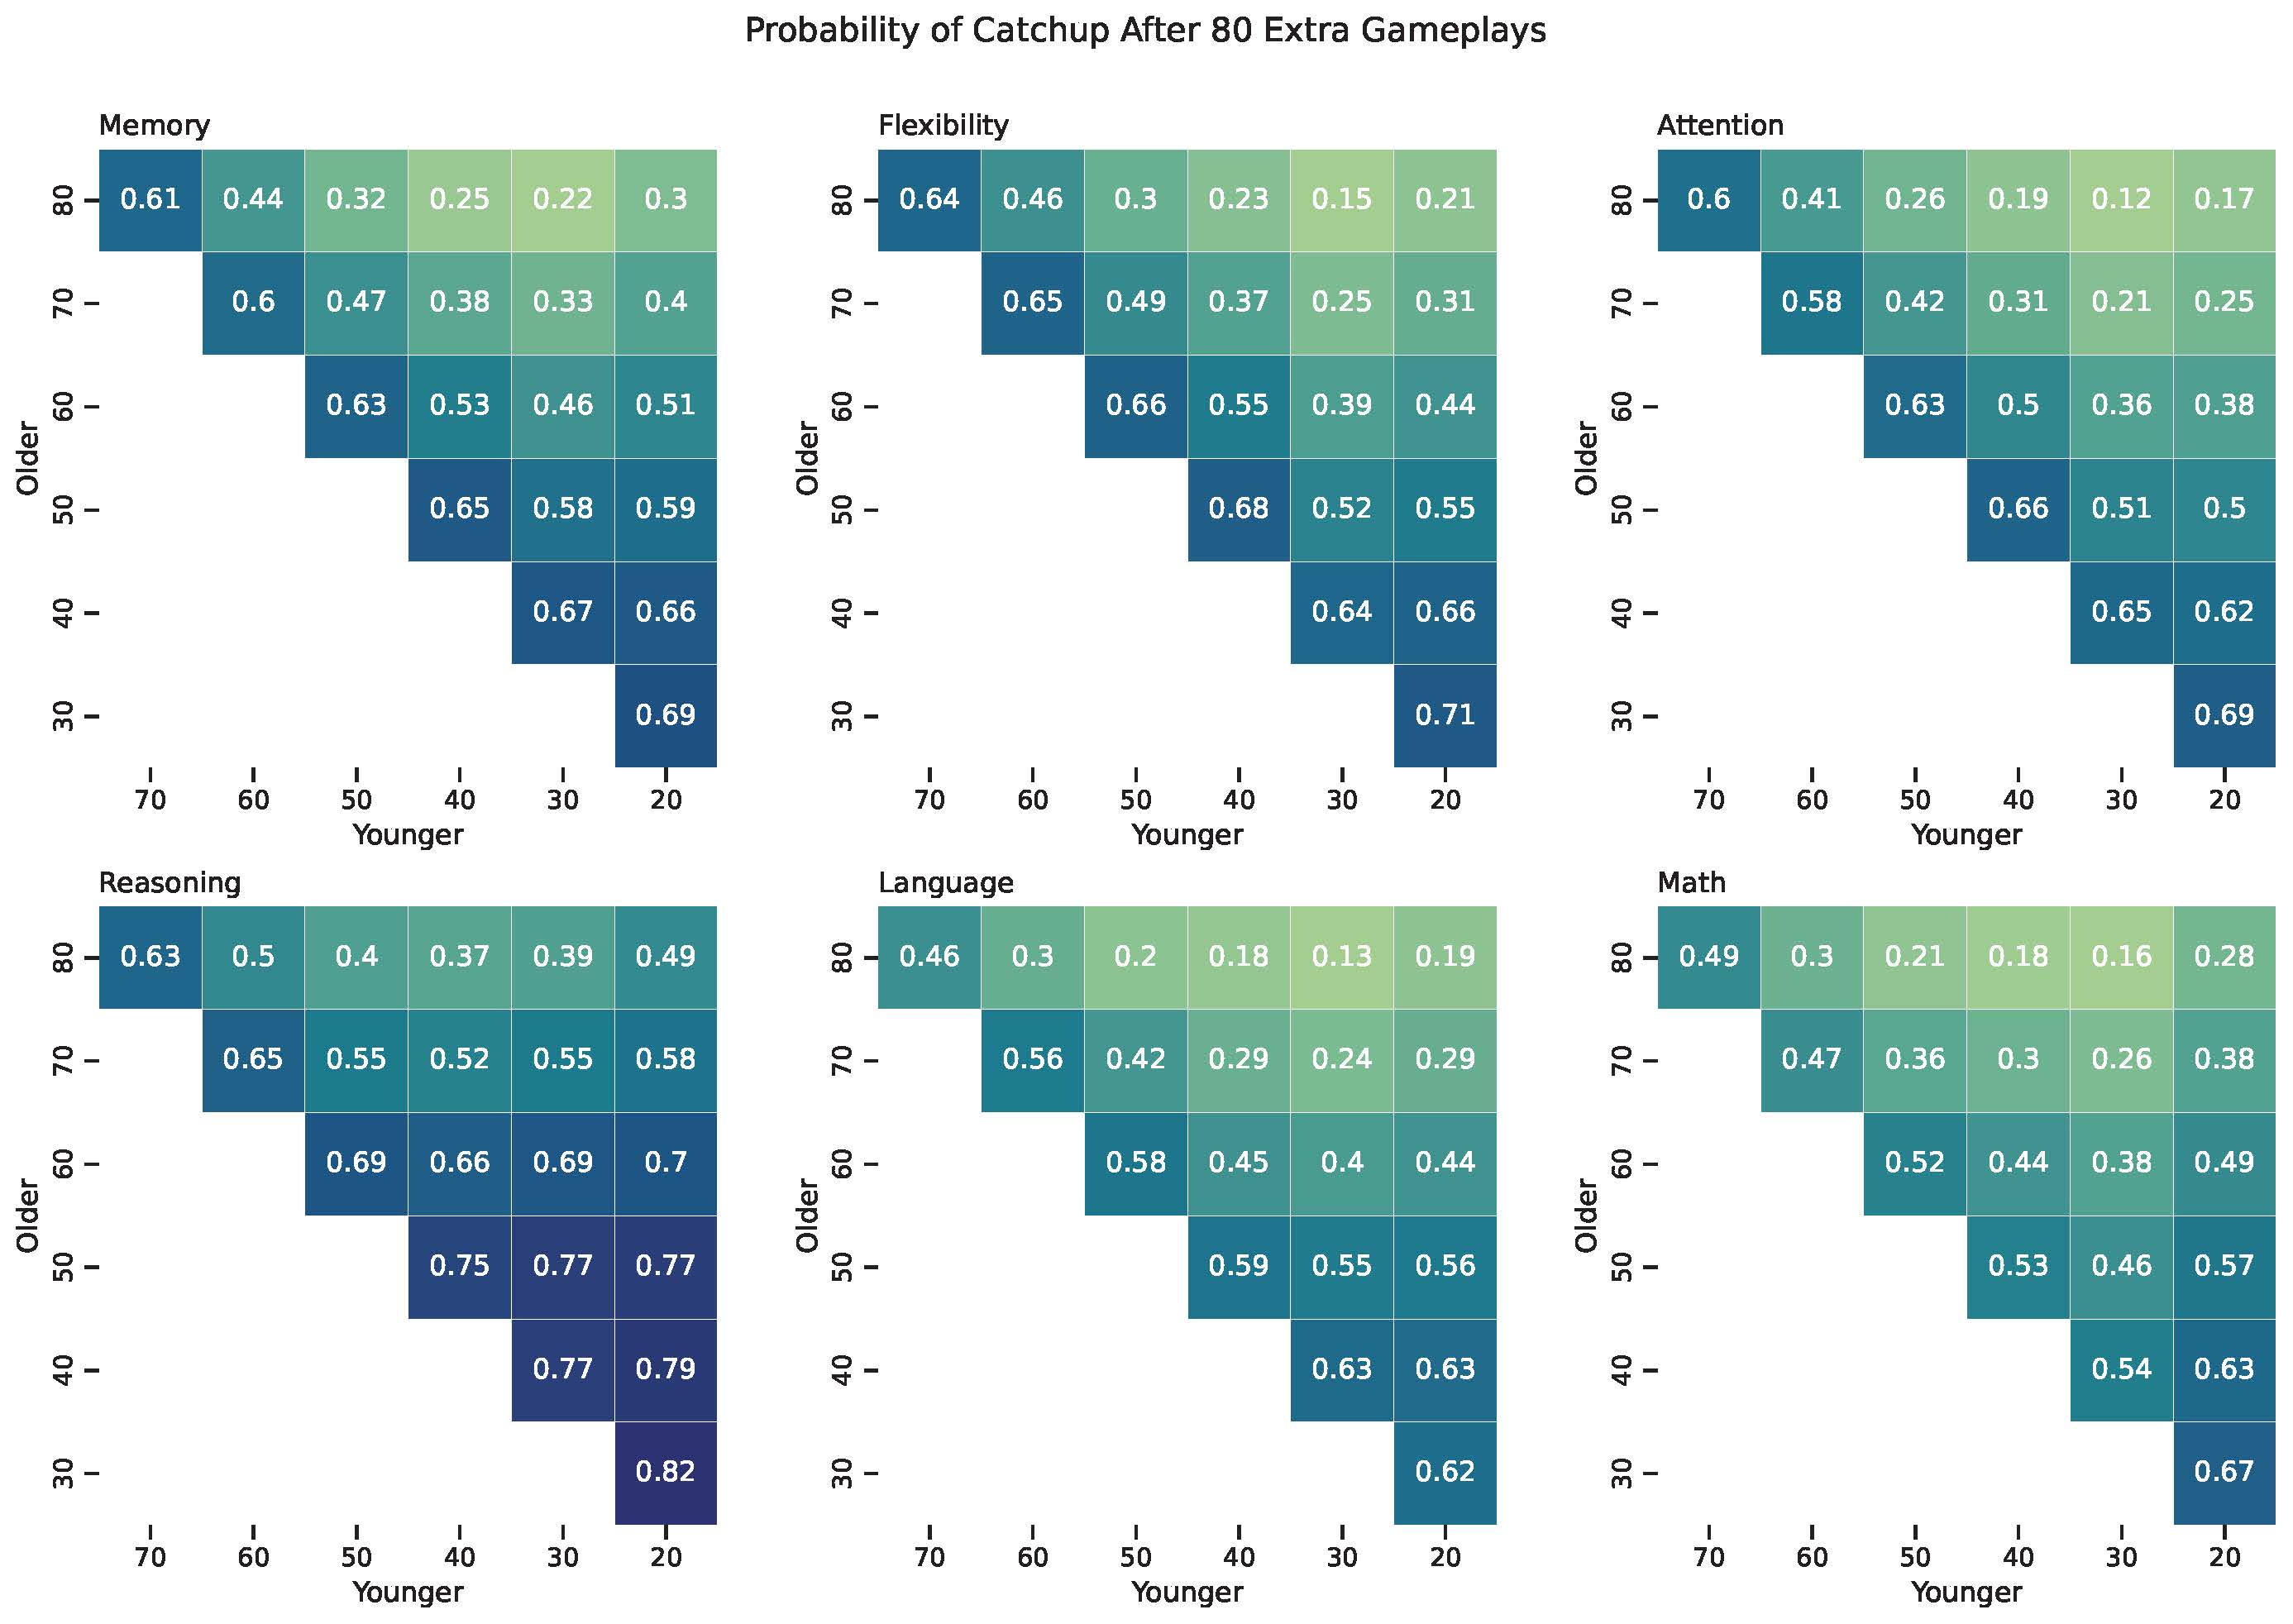 Probability of Catchup After 80 Extra Gameplays
Memory
80 0.61 0.44 0.32 0.25 0.22 0.3
70 0.6 0.47 0.38 0.33 0.4
60 0.63 0.53 0.46 0.51
50 0.65 0.58 0.59
40 0.67 0.66
30 0.69
Older
70 60 50 40 30 20
Younger
Flexibility
80 0.64 0.46 0.3 0.23 0.15 0.21
70 0.65 0.49 0.37 0.25 0.31
60 0.66 0.55 0.39 0.44
50 0.68 0.52 0.55
40 0.64 0.66
30 0.71
Older
70 60 50 40 30 20
Younger
Attention
80 0.6 0.41 0.26 0.19 0.12 0.17
70 0.58 0.42 0.31 0.21 0.25
60 0.63 0.5 0.36 0.38
50 0.66 0.51 0.5
40 0.65 0.62
30 0.69
Older
70 60 50 40 30 20
Younger
Reasoning
80 0.63 0.5 0.4 0.37 0.39 0.49
70 0.65 0.55 0.52 0.55 0.58
60 0.69 0.66 0.69 0.7
50 0.75 0.77 0.77
40 0.77 0.79
30 0.82
Older
70 60 50 40 30 20
Younger
Language
80 0.46 0.3 0.2 0.18 0.13 0.19
70 0.56 0.42 0.29 0.24 0.29
60 0.58 0.45 0.4 0.44
50 0.59 0.55 0.56
40 0.63 0.63
30 0.62
Older
70 60 50 40 30 20
Younger
Math
80 0.49 0.3 0.21 0.18 0.16 0.28
70 0.47 0.36 0.3 0.26 0.38
60 0.52 0.44 0.38 0.49
50 0.53 0.46 0.57
40 0.54 0.63
30 0.67
Older
70 60 50 40 30 20
Younger